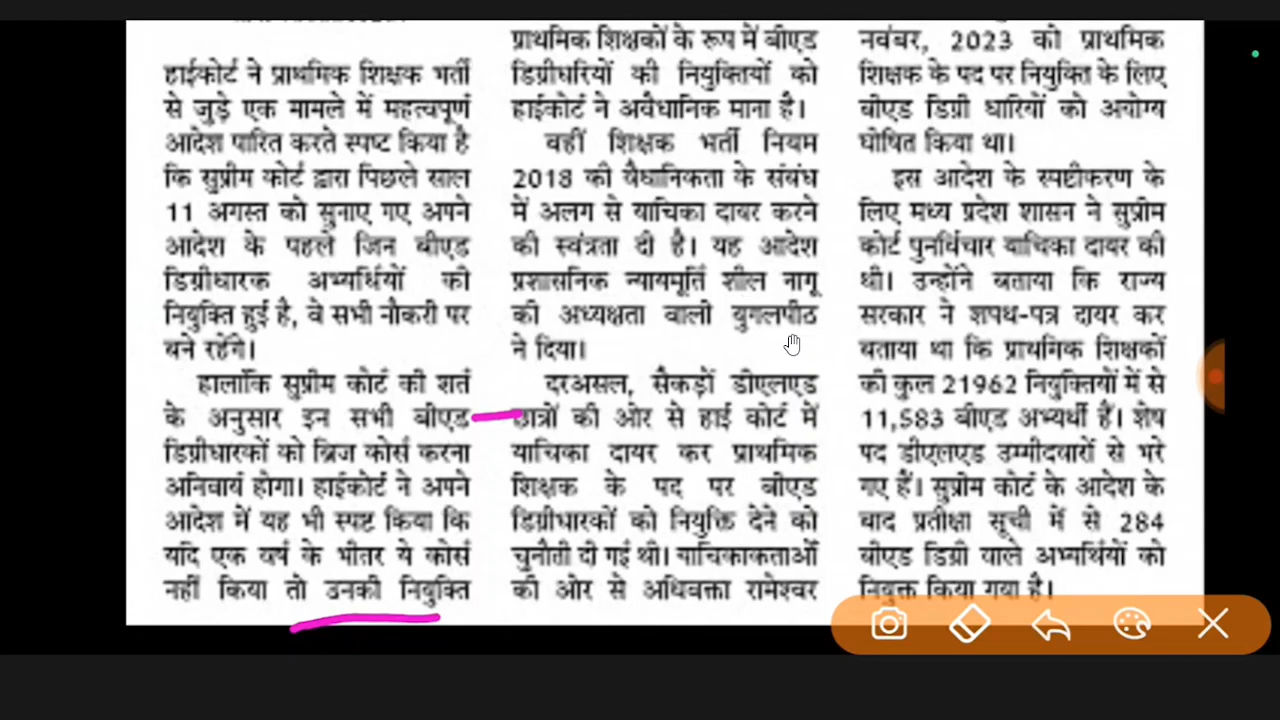 हाईकोर्ट ने प्राथमिक शिक्षक भर्ती
से जुड़े एक मामले में महत्वपूर्ण
आदेश पारित करते स्पष्ट किया है
कि सुप्रीम कोर्ट द्वारा पिछले साल
11 अगस्त को सुनाए गए अपने
आदेश के पहले जिन बीएड
डिग्रीधारक अभ्यर्थियों की
नियुक्ति हुई है, वे सभी नौकरी पर
बने रहेंगे।
हालांकि सुप्रीम कोर्ट की शर्त
के अनुसार इन सभी बीएड
डिग्रीधारकों को ब्रिज कोर्स करना
अनिवार्य होगा। हाईकोर्ट ने अपने
आदेश में यह भी स्पष्ट किया कि
यदि एक वर्ष के भीतर ये कोर्स
नहीं किया तो उनकी नियुक्ति
प्राथमिक शिक्षकों के रूप में बीएड
डिग्रीधरियों की नियुक्तियों को
हाईकोर्ट ने अवैधानिक माना है।
वहीं शिक्षक भर्ती नियम
2018 की वैधानिकता के संबंध
में अलग से याचिका दायर करने
की स्वंत्रता दी है। यह आदेश
प्रशासनिक न्यायमूर्ति शील नागू
की अध्यक्षता वाली युगलपीठ
ने दिया।
दरअसल, सैकड़ों डीएलएड
छात्रों की ओर से हाई कोर्ट में
याचिका दायर कर प्राथमिक
शिक्षक के पद पर बीएड
डिग्रीधारकों को नियुक्ति देने को
चुनौती दी गई थी। याचिकाकर्ताओं
की ओर से अधिवक्ता रामेश्वर
नवंबर, 2023 को प्राथमिक
शिक्षक के पद पर नियुक्ति के लिए
बीएड डिग्री धारियों को अयोग्य
घोषित किया था।
इस आदेश के स्पष्टीकरण के
लिए मध्य प्रदेश शासन ने सुप्रीम
कोर्ट पुनर्विचार याचिका दायर की
थी। उन्होंने बताया कि राज्य
सरकार ने शपथ-पत्र दायर कर
बताया था कि प्राथमिक शिक्षकों
की कुल 21962 नियुक्तियों में से
11,583 बीएड अभ्यर्थी हैं। शेष
पद डीएलएड उम्मीदवारों से भरे
गए हैं। सुप्रीम कोर्ट के आदेश के
बाद प्रतीक्षा सूची में से 284
बीएड डिग्री वाले अभ्यर्थियों को
नियुक्त किया गया है।